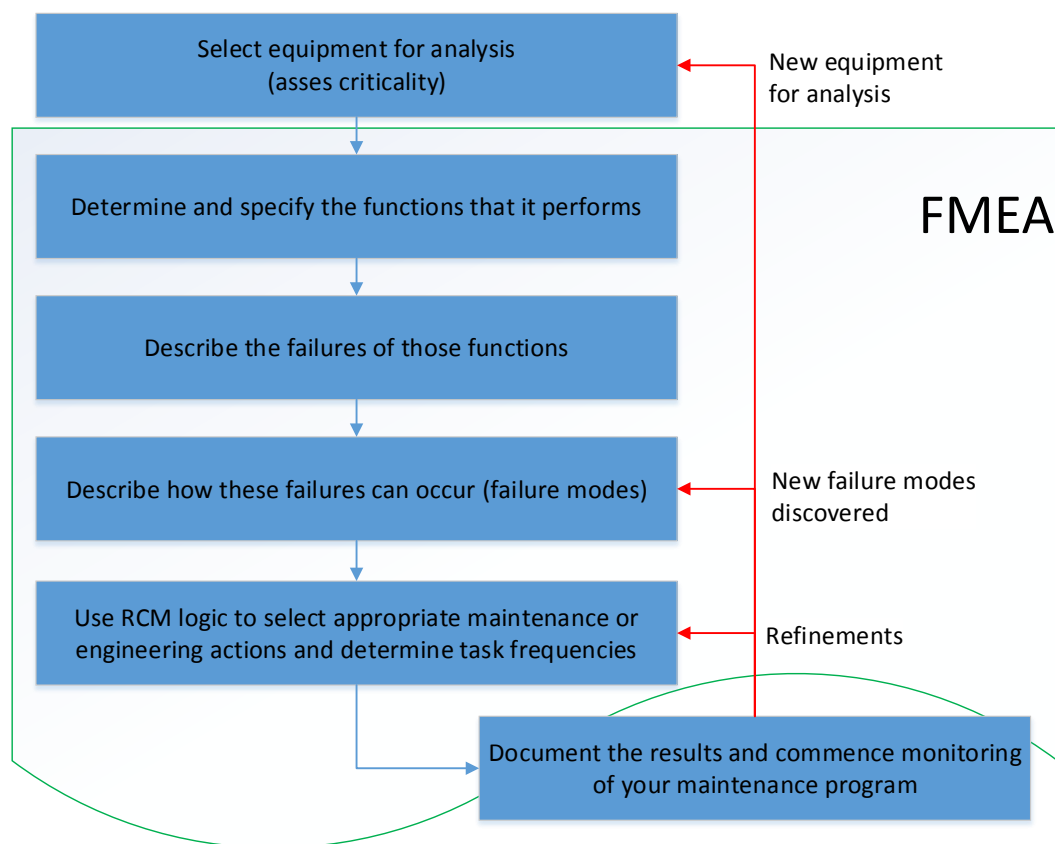 Select equipment for analysis
(asses criticality)
New equipment
for analysis
Determine and specify the functions that it performs
FMEA
Describe the failures of those functions
Describe how these failures can occur (failure modes)
New failure modes
discovered
Use RCM logic to select appropriate maintenance or
engineering actions and determine task frequencies
Refinements
Document the results and commence monitoring
of your maintenance program